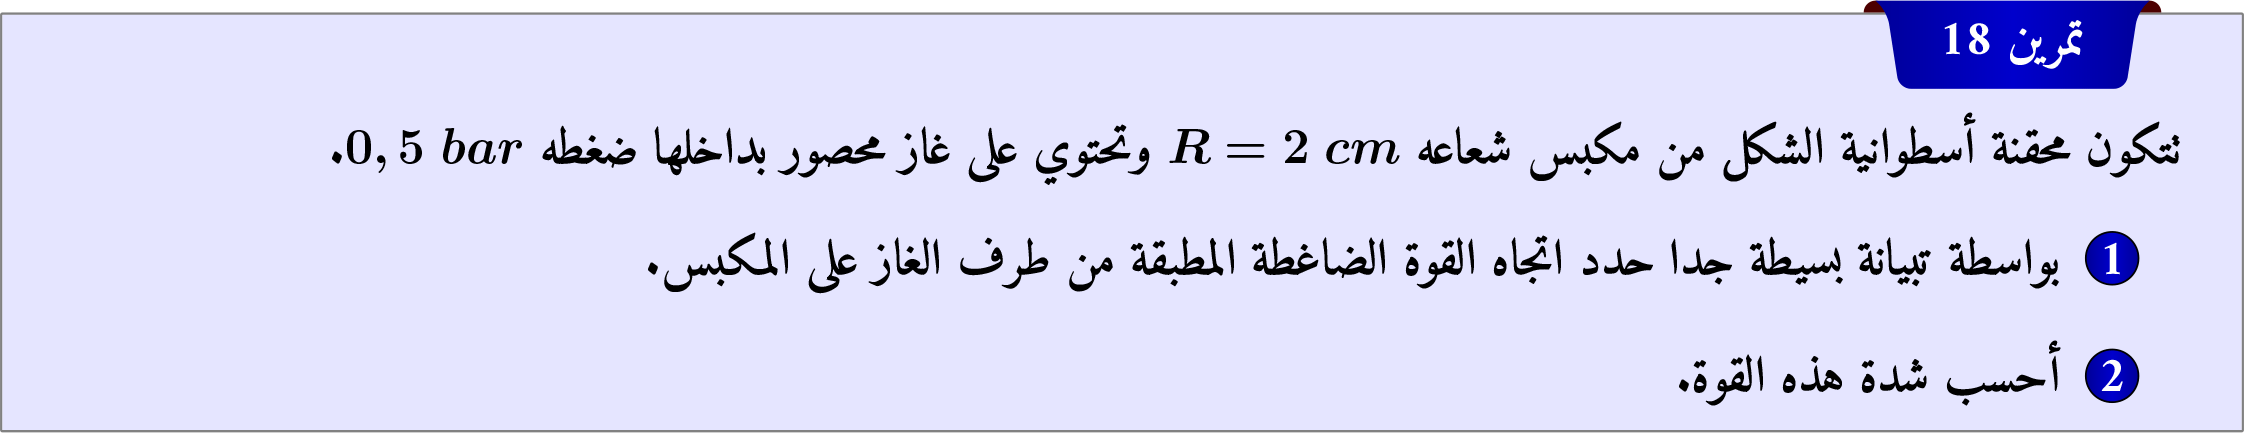 تمرين 18
تتكون محقنة أسطوانية الشكل من مكبس شعاعه R = 2 cm وتحتوي على غاز محصور بداخلها ضغطه 0, 5 bar.
1 بواسطة تبيانة بسيطة جدا حدد اتجاه القوة الضاغطة المطبقة من طرف الغاز على المكبس.
2 أحسب شدة هذه القوة.